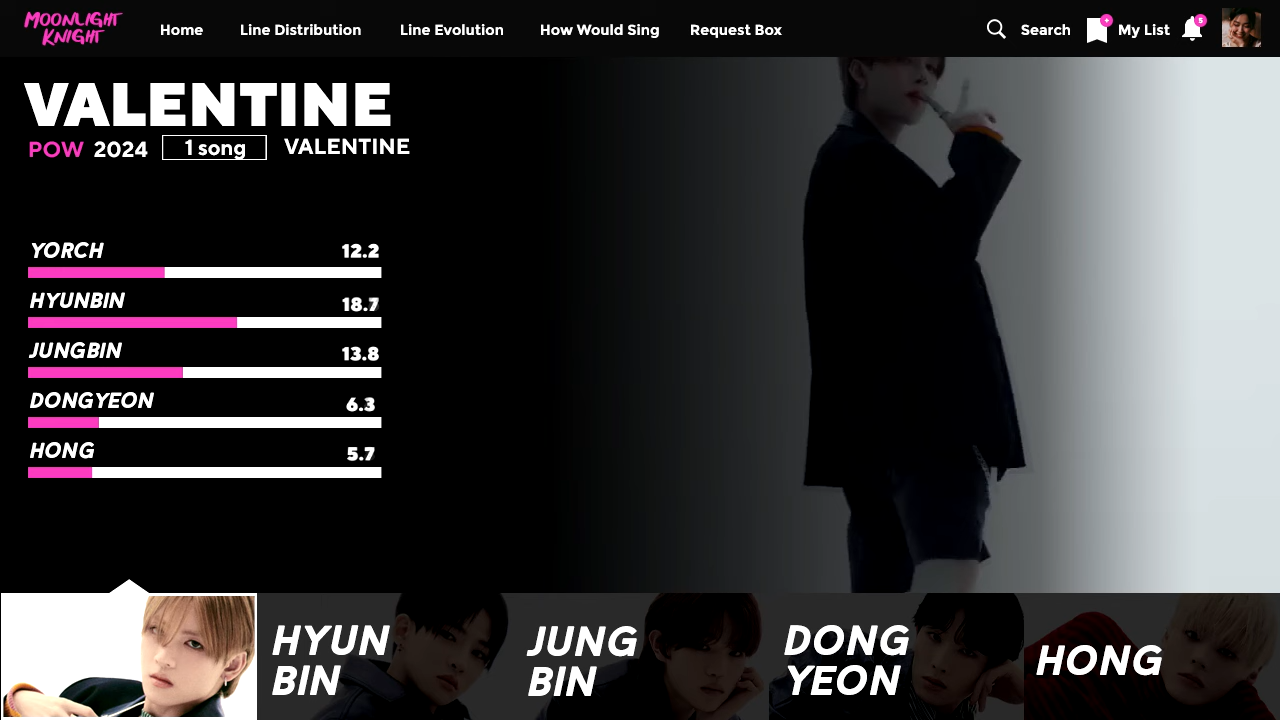 MOONLIGHT
KNIGHT
Home
Line Distribution
Line Evolution
How Would Sing
Request Box
Search
+
My List
5
VALENTINE
POW 2024 1 song VALENTINE
YORCH 12.2
HYUNBIN 18.7
JUNGBIN 13.8
DONGYEON 6.3
HONG 5.7
HYUN
BIN
JUNG
BIN
DONG
YEON
HONG